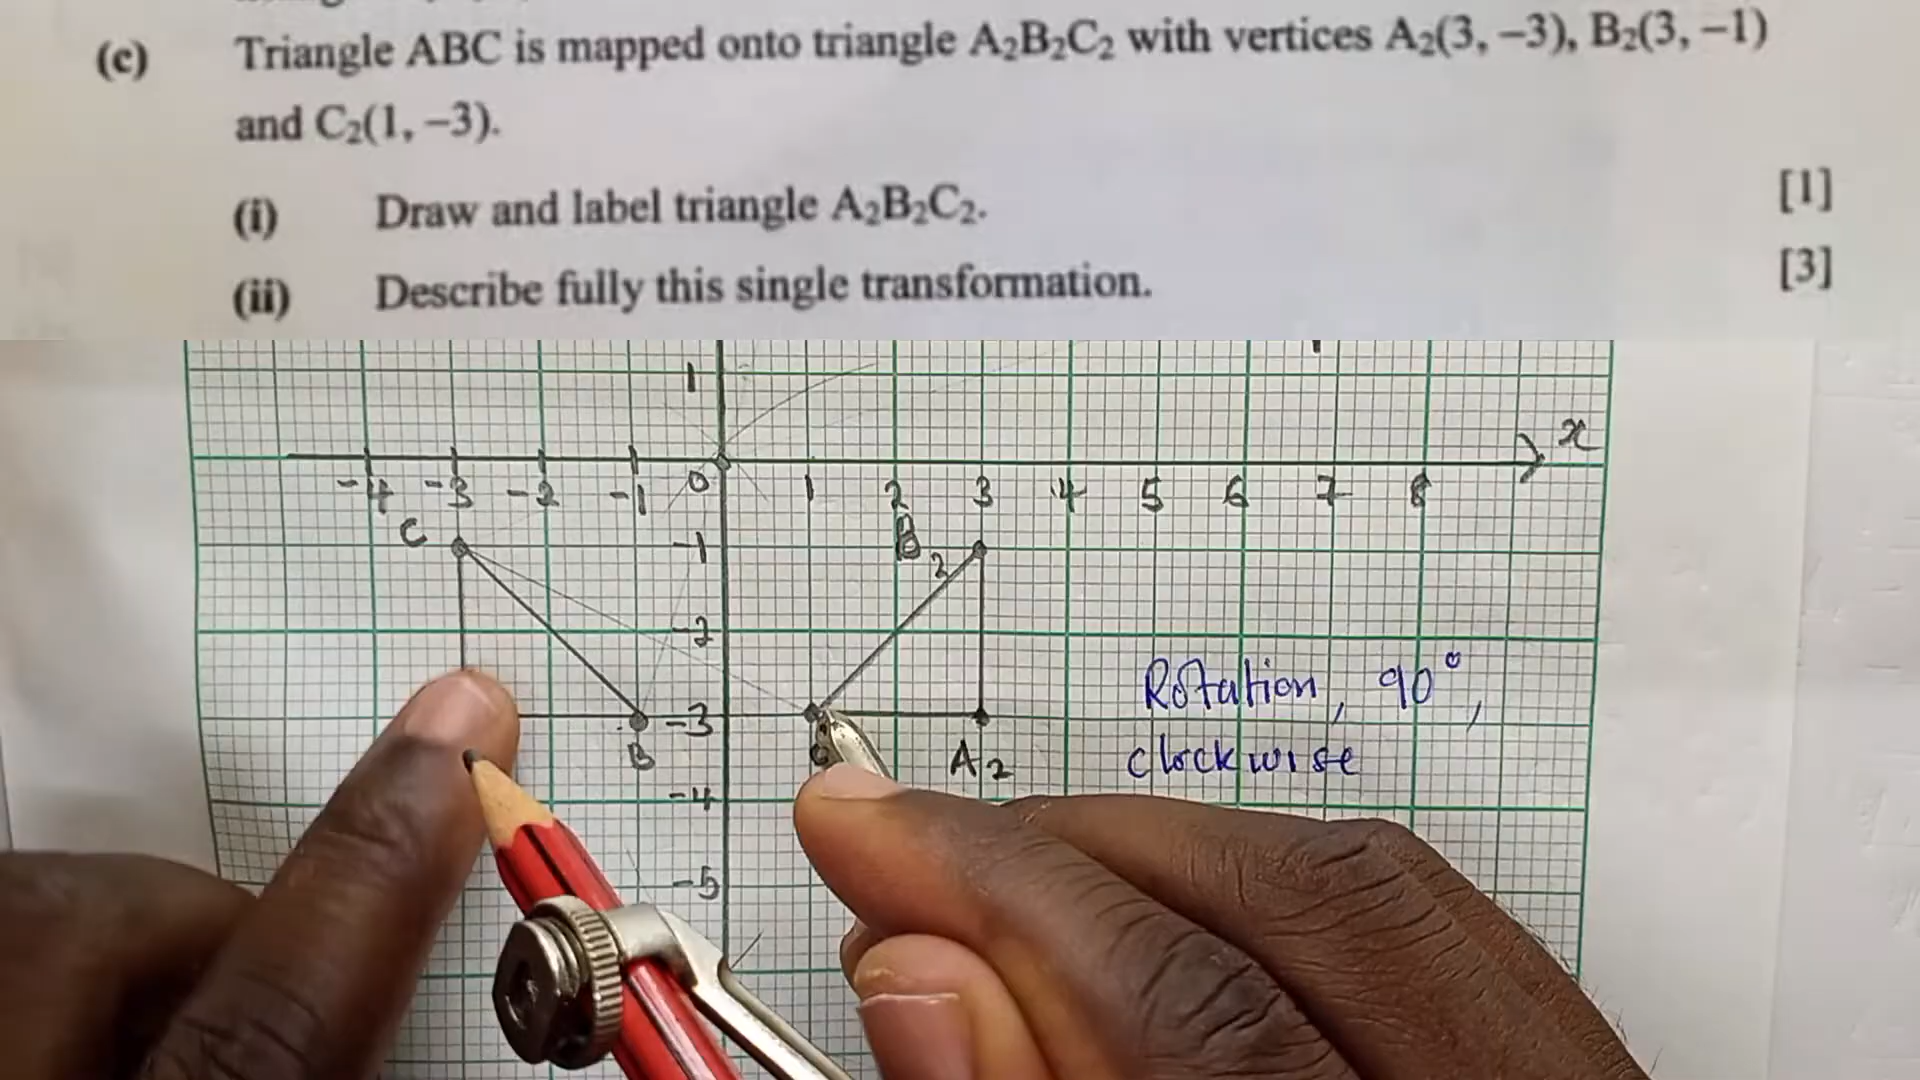 (c) Triangle ABC is mapped onto triangle A₂B₂C₂ with vertices A₂(3, −3), B₂(3, −1)
and C₂(1, −3).
(i) Draw and label triangle A₂B₂C₂. [1]
(ii) Describe fully this single transformation. [3]
1
x
-4 -3 -2 -1 0 1 2 3 4 5 6 7 8
C -1 B₂
-2
Rotation, 90°,
B -3 C A₂
clockwise
-4
-5